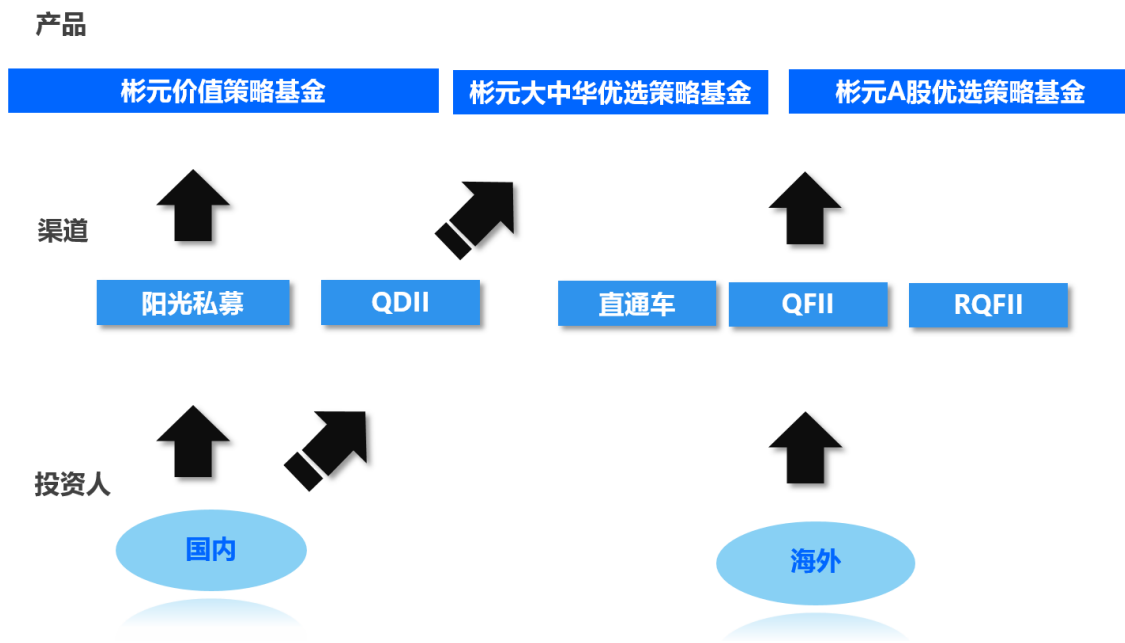 产品
彬元价值策略基金
彬元大中华优选策略基金
彬元A股优选策略基金
渠道
阳光私募
QDII
直通车
QFII
RQFII
投资人
国内
海外